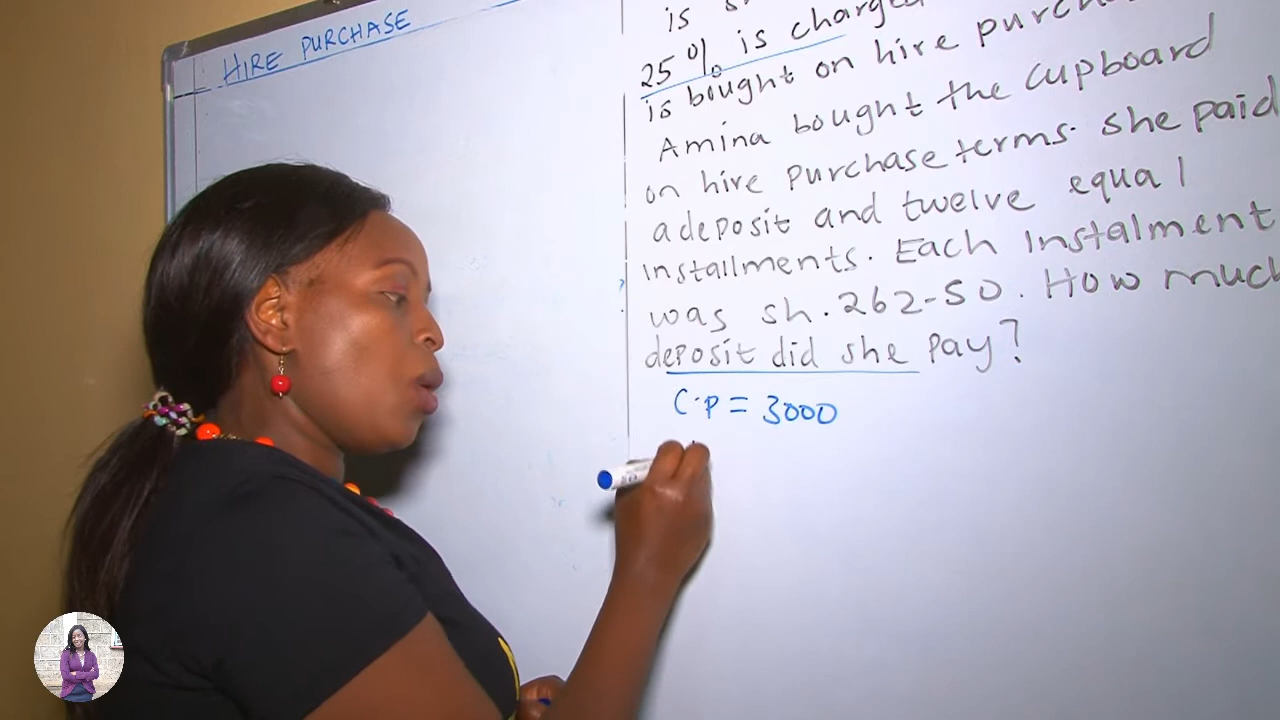 HIRE PURCHASE
is
25% is charged
is bought on hire purcha
Amina bought the cupboard
on hire purchase terms. She paid
a deposit and twelve equal
installments. Each instalment
was sh. 262-50. How much
deposit did she pay?
C.P = 3000